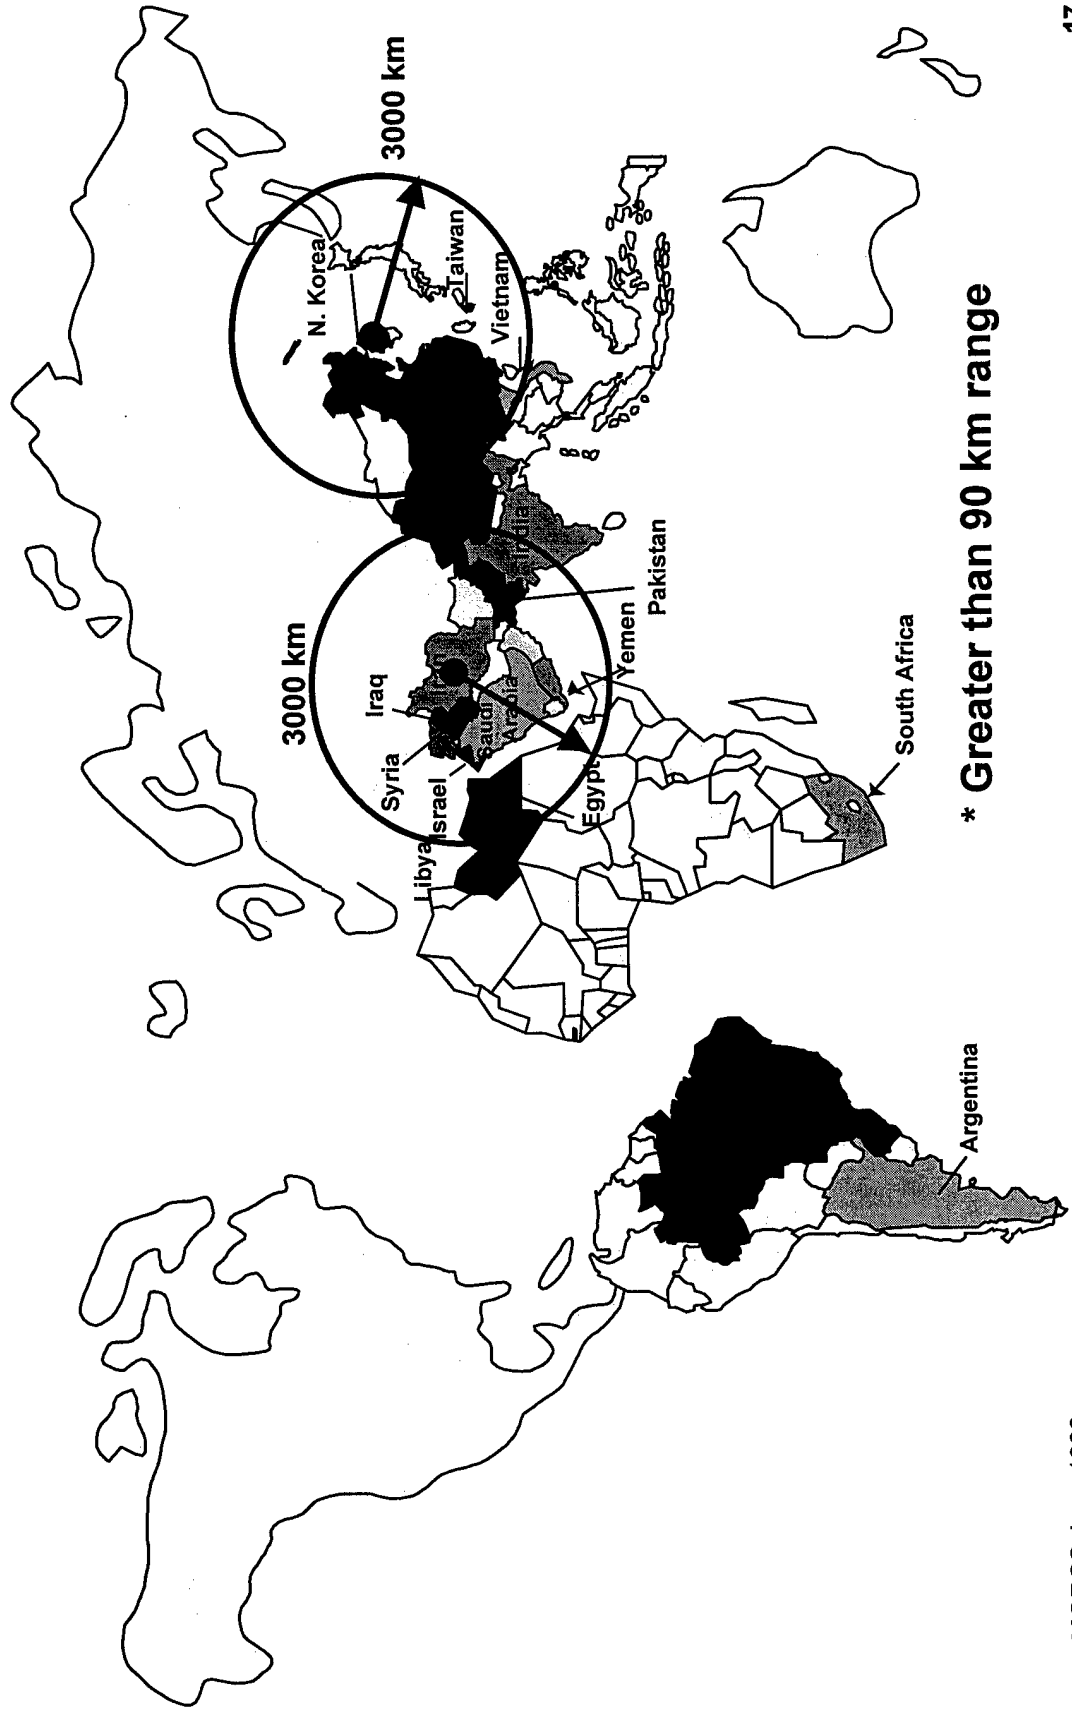 3000 km
3000 km
N. Korea
Taiwan
Vietnam
Iraq
Syria
Israel
Libya
Saudi
Arabia
India
Pakistan
Yemen
Egypt
South Africa
Argentina
* Greater than 90 km range